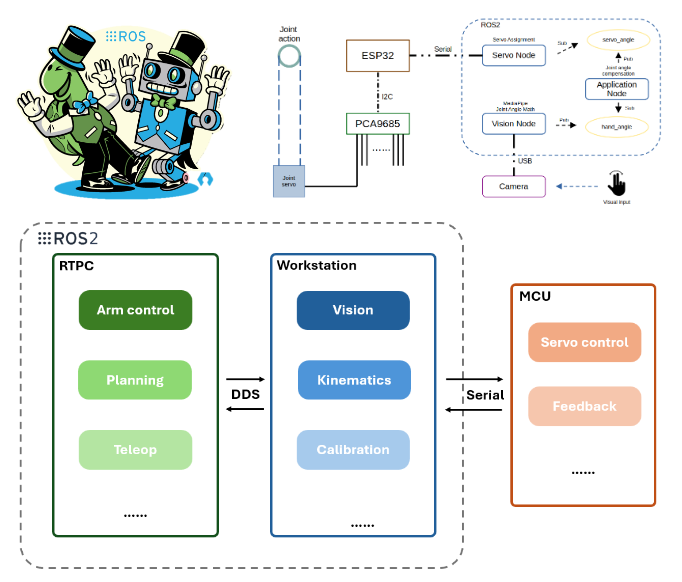 ROS
Joint
action
ESP32
Serial
I2C
PCA9685
......
Joint
servo
ROS2
Servo Assignment
Servo Node
Sub
servo_angle
Pub
Joint angle
compensation
Application
Node
Sub
MediaPipe
Joint Angle Math
Vision Node
Pub
hand_angle
USB
Camera
Visual Input
ROS2
RTPC
Arm control
Planning
Teleop
......
DDS
Workstation
Vision
Kinematics
Calibration
......
Serial
MCU
Servo control
Feedback
......